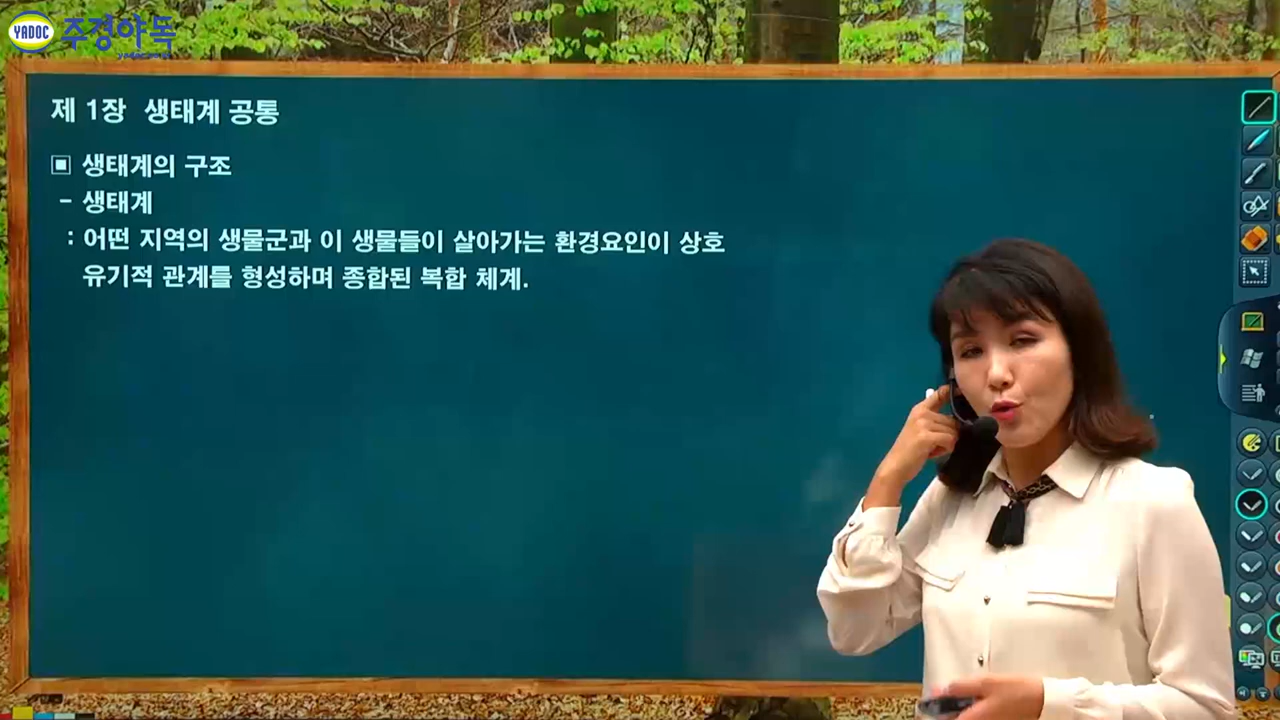 YADOC 주경야독
제 1장 생태계 공통
▣ 생태계의 구조
- 생태계
: 어떤 지역의 생물군과 이 생물들이 살아가는 환경요인이 상호
유기적 관계를 형성하며 종합된 복합 체계.